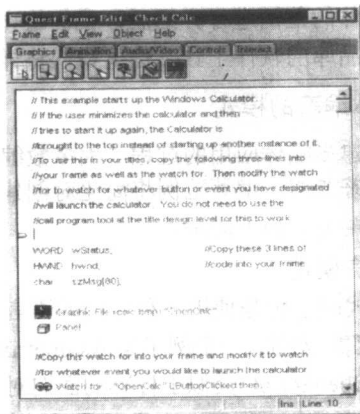 Quest Frame Edit - Check Calc
Frame Edit View Object Help
Graphics Animation Audio/Video Controls Interact
// This example starts up the Windows Calculator.
// If the user minimizes the calculator and then
// tries to start it up again, the Calculator is
//brought to the top instead of starting up another instance of it.
//To use this in your titles, copy the following three lines into
//your frame as well as the watch for. Then modify the watch
//for to watch for whatever button or event you have designated
//will launch the calculator. You do not need to use the
//call program tool at the title design level for this to work.
WORD wStatus; //Copy these 3 lines of
HWND hwnd; //code into your frame
char szMsg[80];
Graphic File "OpenCalc"
Panel
//Copy this watch for into your frame and modify it to watch
//for whatever event you would like to launch the calculator
Watch for "OpenCalc" LButtonClicked then:
Ins Line: 10